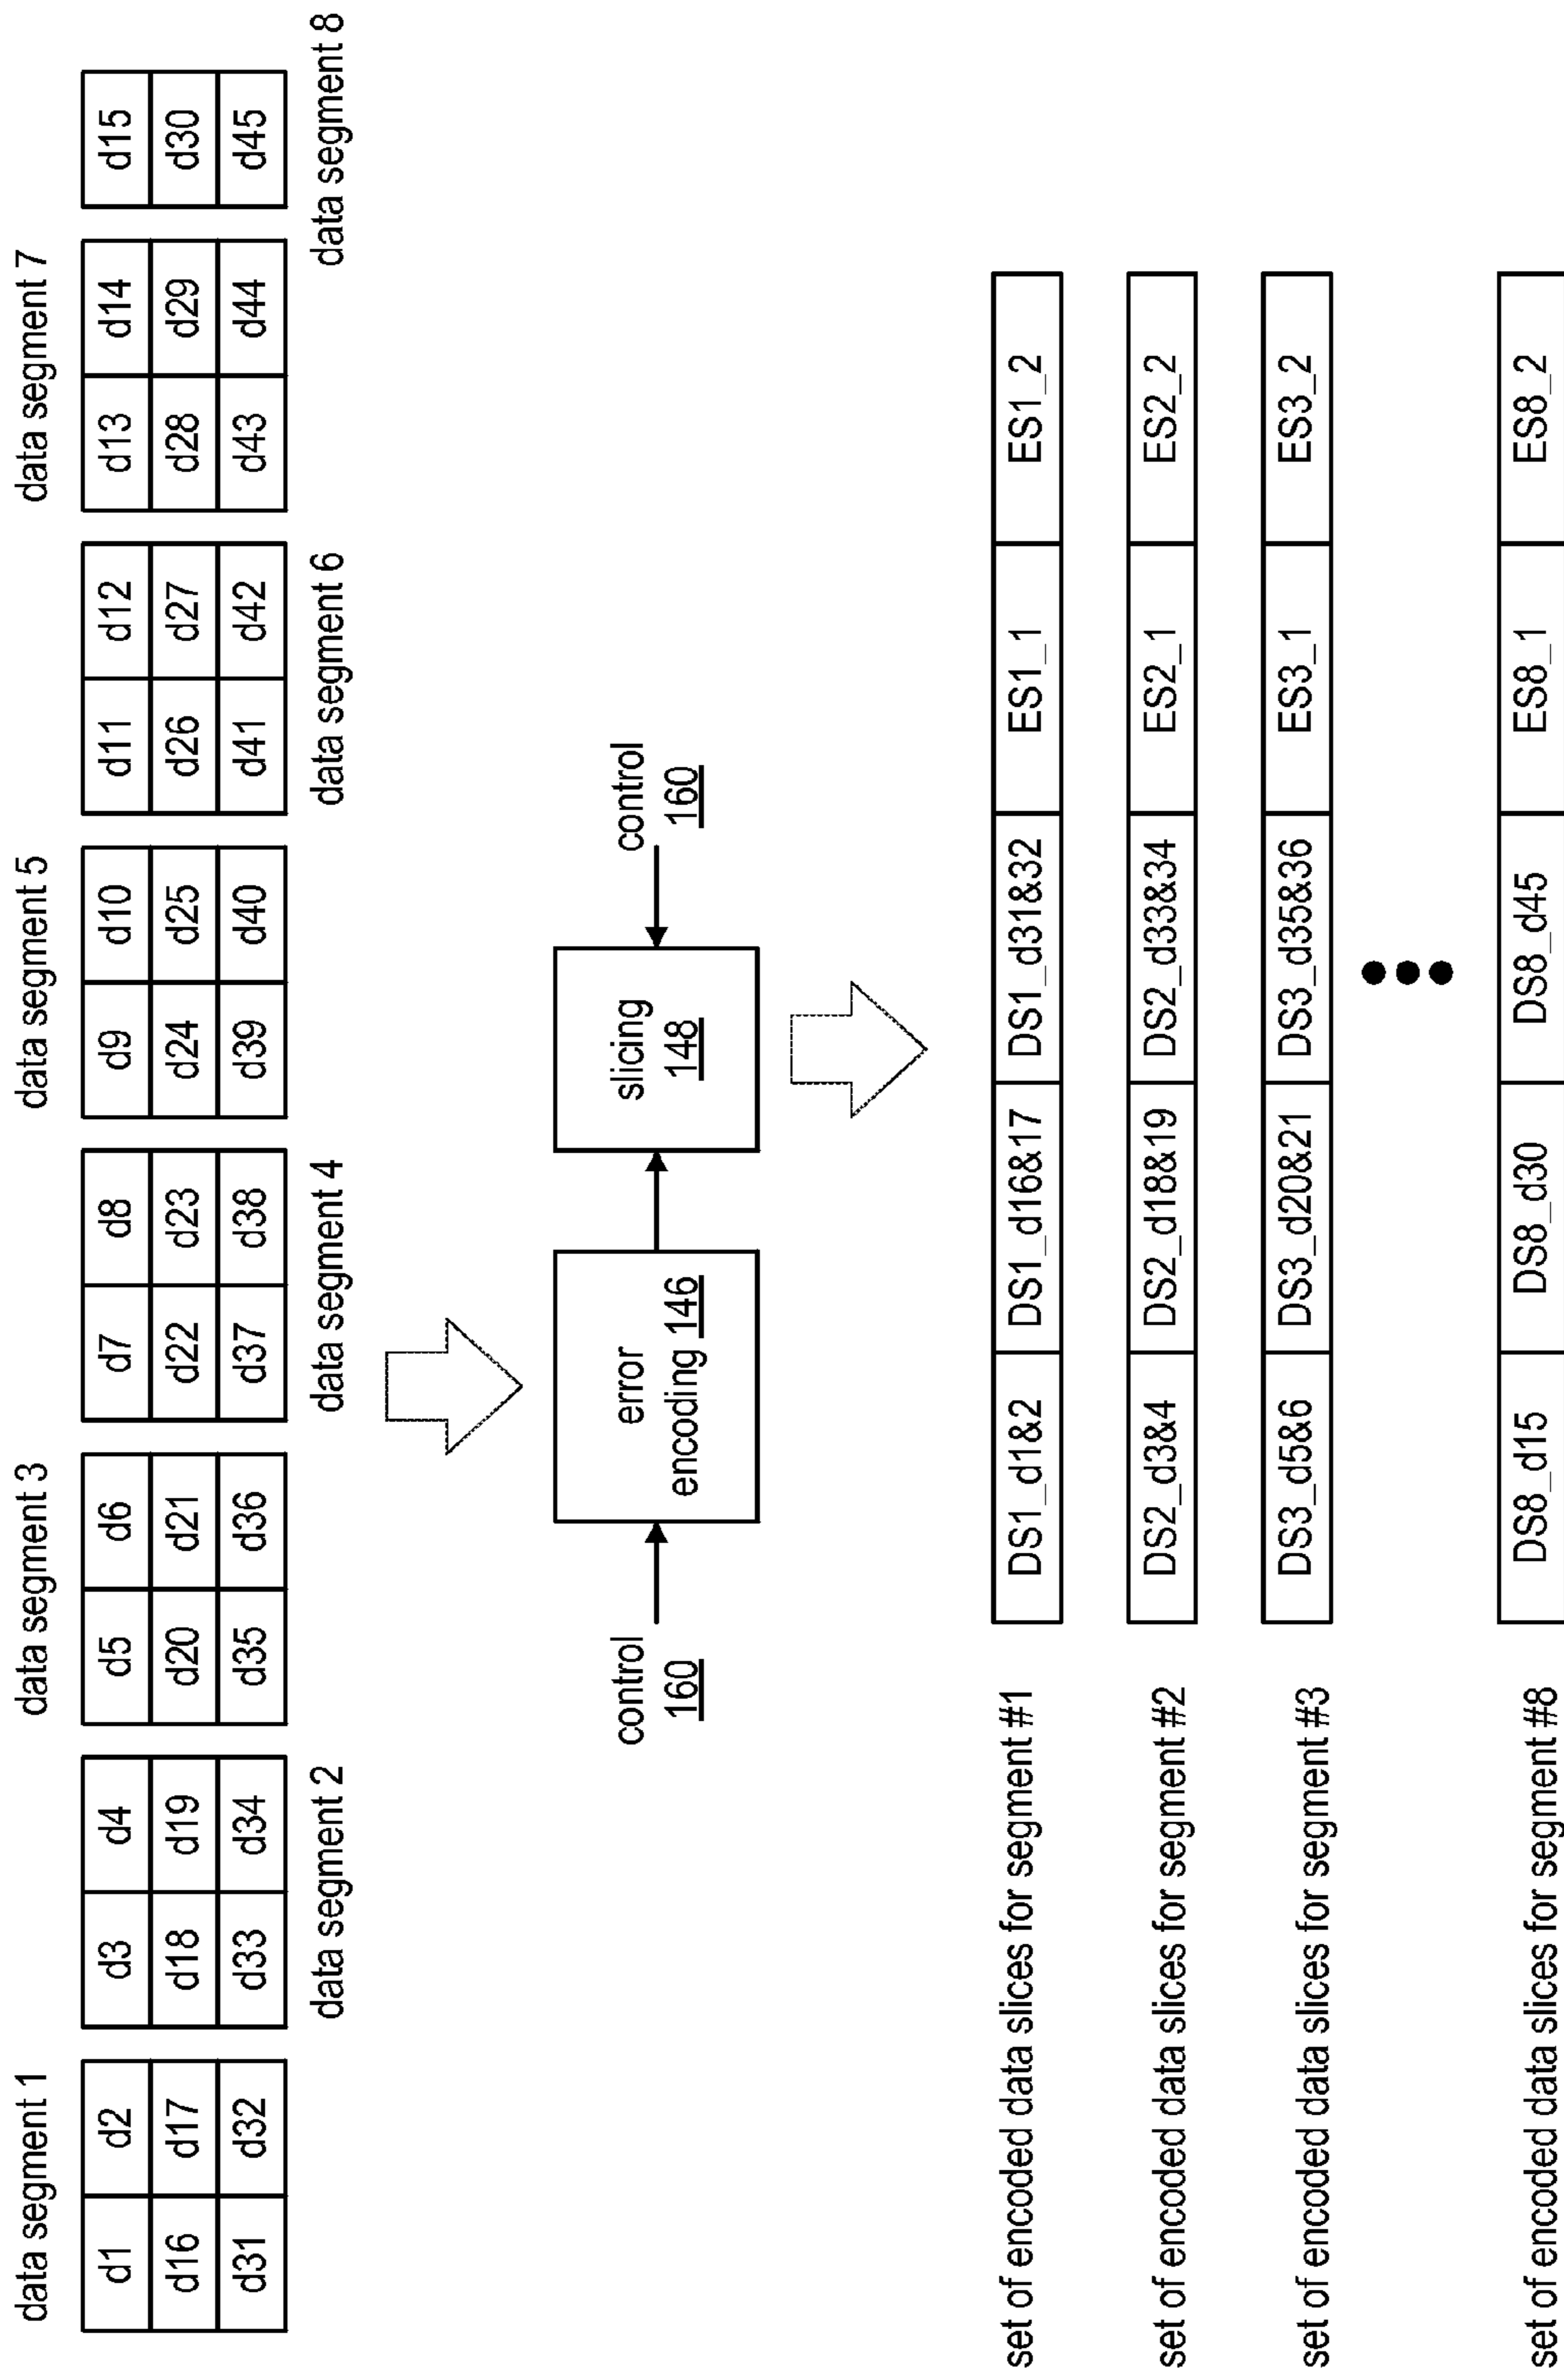 data segment 1
data segment 3
data segment 5
data segment 7
d1 d2 d3 d4 d5 d6 d7 d8 d9 d10 d11 d12 d13 d14 d15
d16 d17 d18 d19 d20 d21 d22 d23 d24 d25 d26 d27 d28 d29 d30
d31 d32 d33 d34 d35 d36 d37 d38 d39 d40 d41 d42 d43 d44 d45
data segment 2
data segment 4
data segment 6
data segment 8
control
160
error
encoding 146
slicing
148
control
160
set of encoded data slices for segment #1 DS1_d1&2 DS1_d16&17 DS1_d31&32 ES1_1 ES1_2
set of encoded data slices for segment #2 DS2_d3&4 DS2_d18&19 DS2_d33&34 ES2_1 ES2_2
set of encoded data slices for segment #3 DS3_d5&6 DS3_d20&21 DS3_d35&36 ES3_1 ES3_2
set of encoded data slices for segment #8 DS8_d15 DS8_d30 DS8_d45 ES8_1 ES8_2